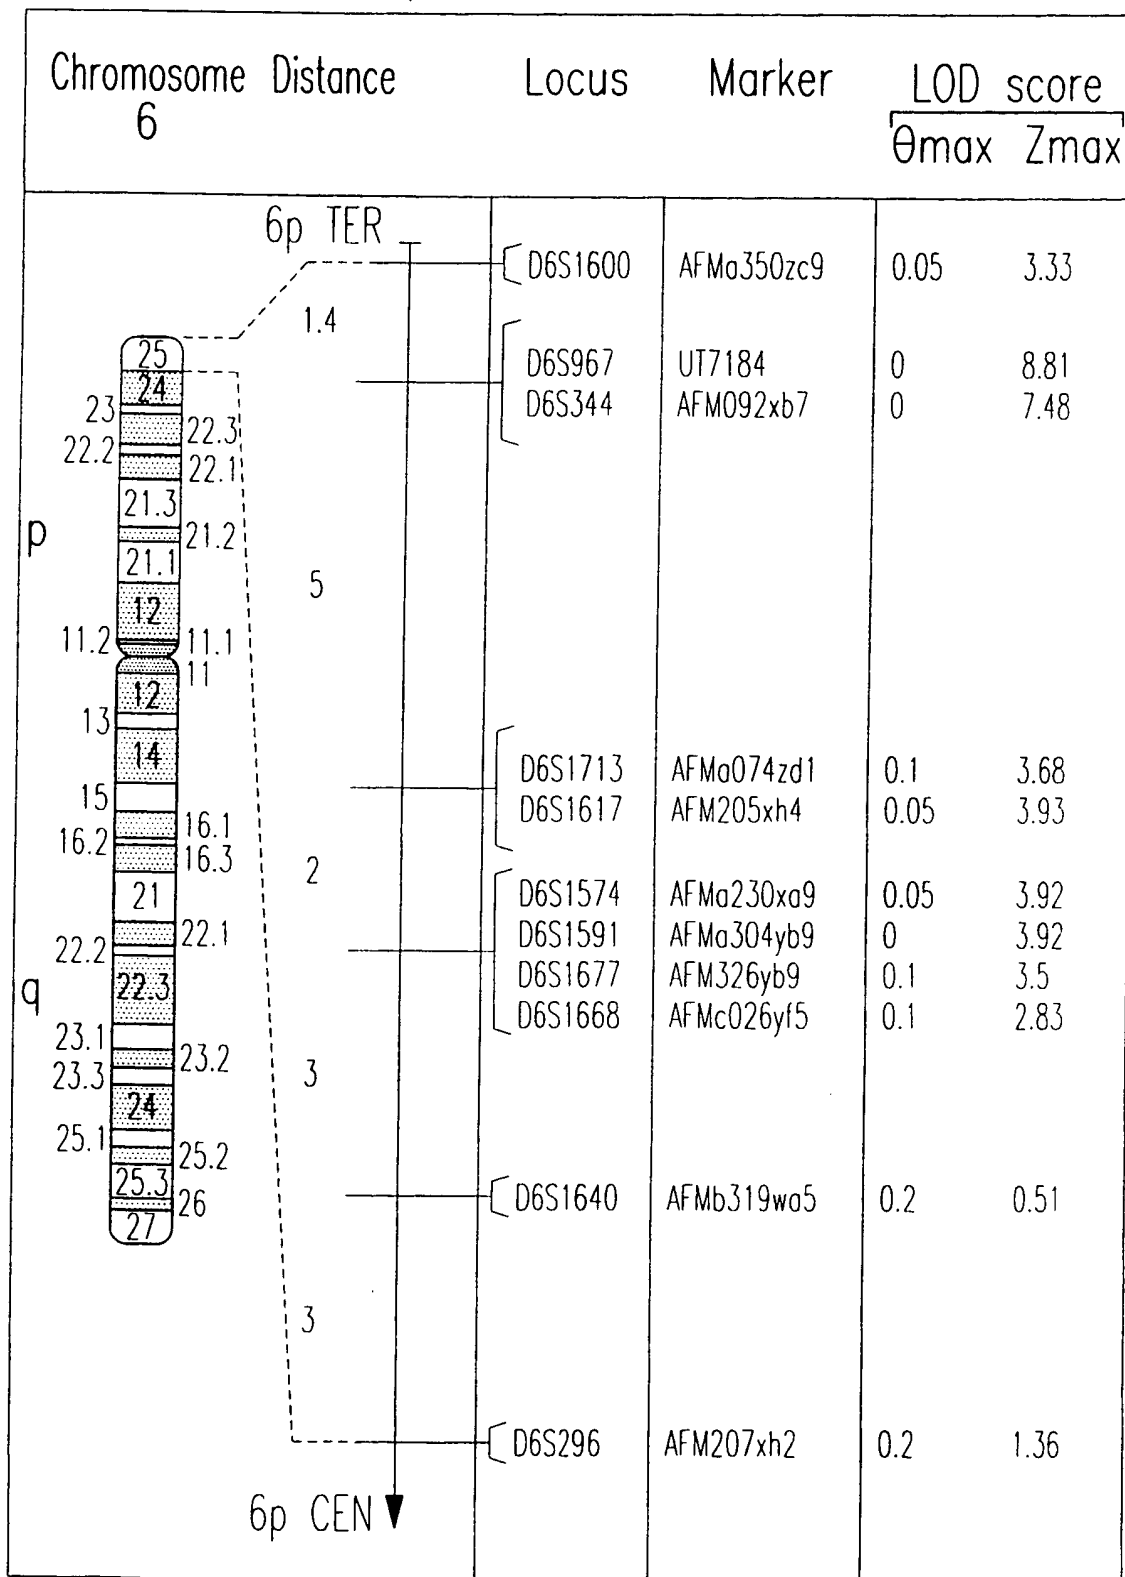 Chromosome 6 Distance Locus Marker LOD score
θmax Zmax
6p TER
D6S1600 AFMa350zc9 0.05 3.33
1.4
25
D6S967 UT7184 0 8.81
24
D6S344 AFM092xb7 0 7.48
23
22.3
22.2
22.1
21.3
p
21.2
21.1
5
12
11.2 11.1
11
12
13
14
D6S1713 AFMa074zd1 0.1 3.68
15
D6S1617 AFM205xh4 0.05 3.93
16.1
16.2
16.3
2
21
D6S1574 AFMa230xa9 0.05 3.92
22.1
D6S1591 AFMa304yb9 0 3.92
22.2
q
22.3
D6S1677 AFM326yb9 0.1 3.5
D6S1668 AFMc026yf5 0.1 2.83
23.1
23.2
23.3
3
24
25.1
25.2
25.3
D6S1640 AFMb319wa5 0.2 0.51
26
27
3
D6S296 AFM207xh2 0.2 1.36
6p CEN